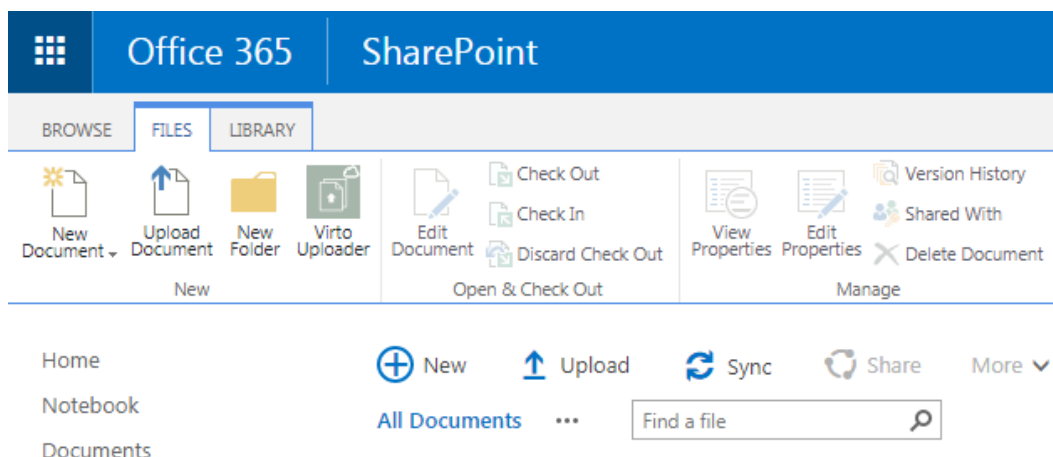 Office 365 SharePoint
BROWSE FILES LIBRARY
New Document
Upload Document
New Folder
Virto Uploader
New
Edit Document
Check Out
Check In
Discard Check Out
Open & Check Out
View Properties
Edit Properties
Version History
Shared With
Delete Document
Manage
Home
Notebook
Documents
New Upload Sync Share More
All Documents ••• Find a file